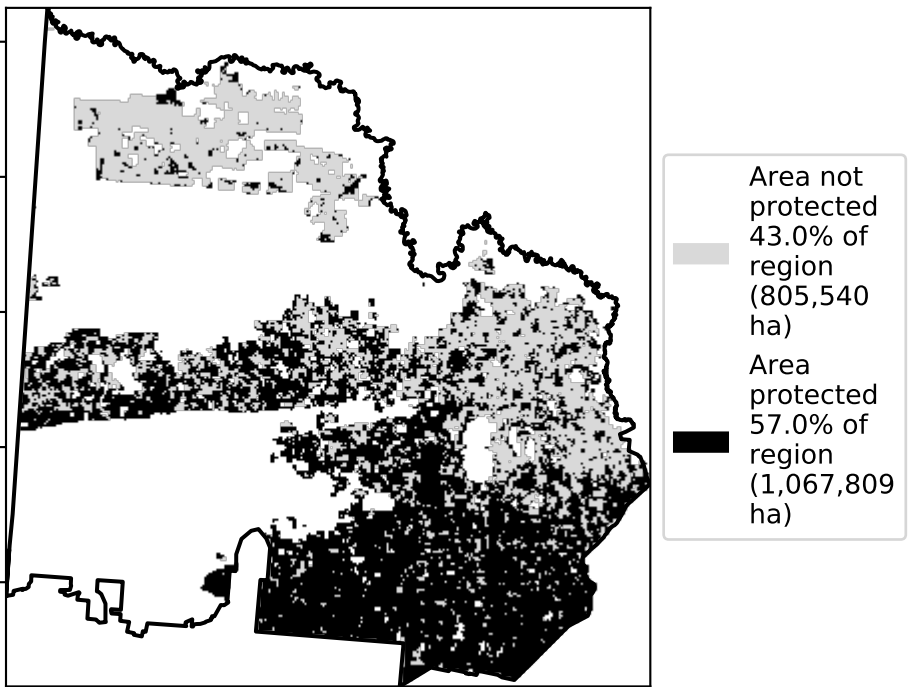 Area not
protected
43.0% of
region
(805,540
ha)
Area
protected
57.0% of
region
(1,067,809
ha)